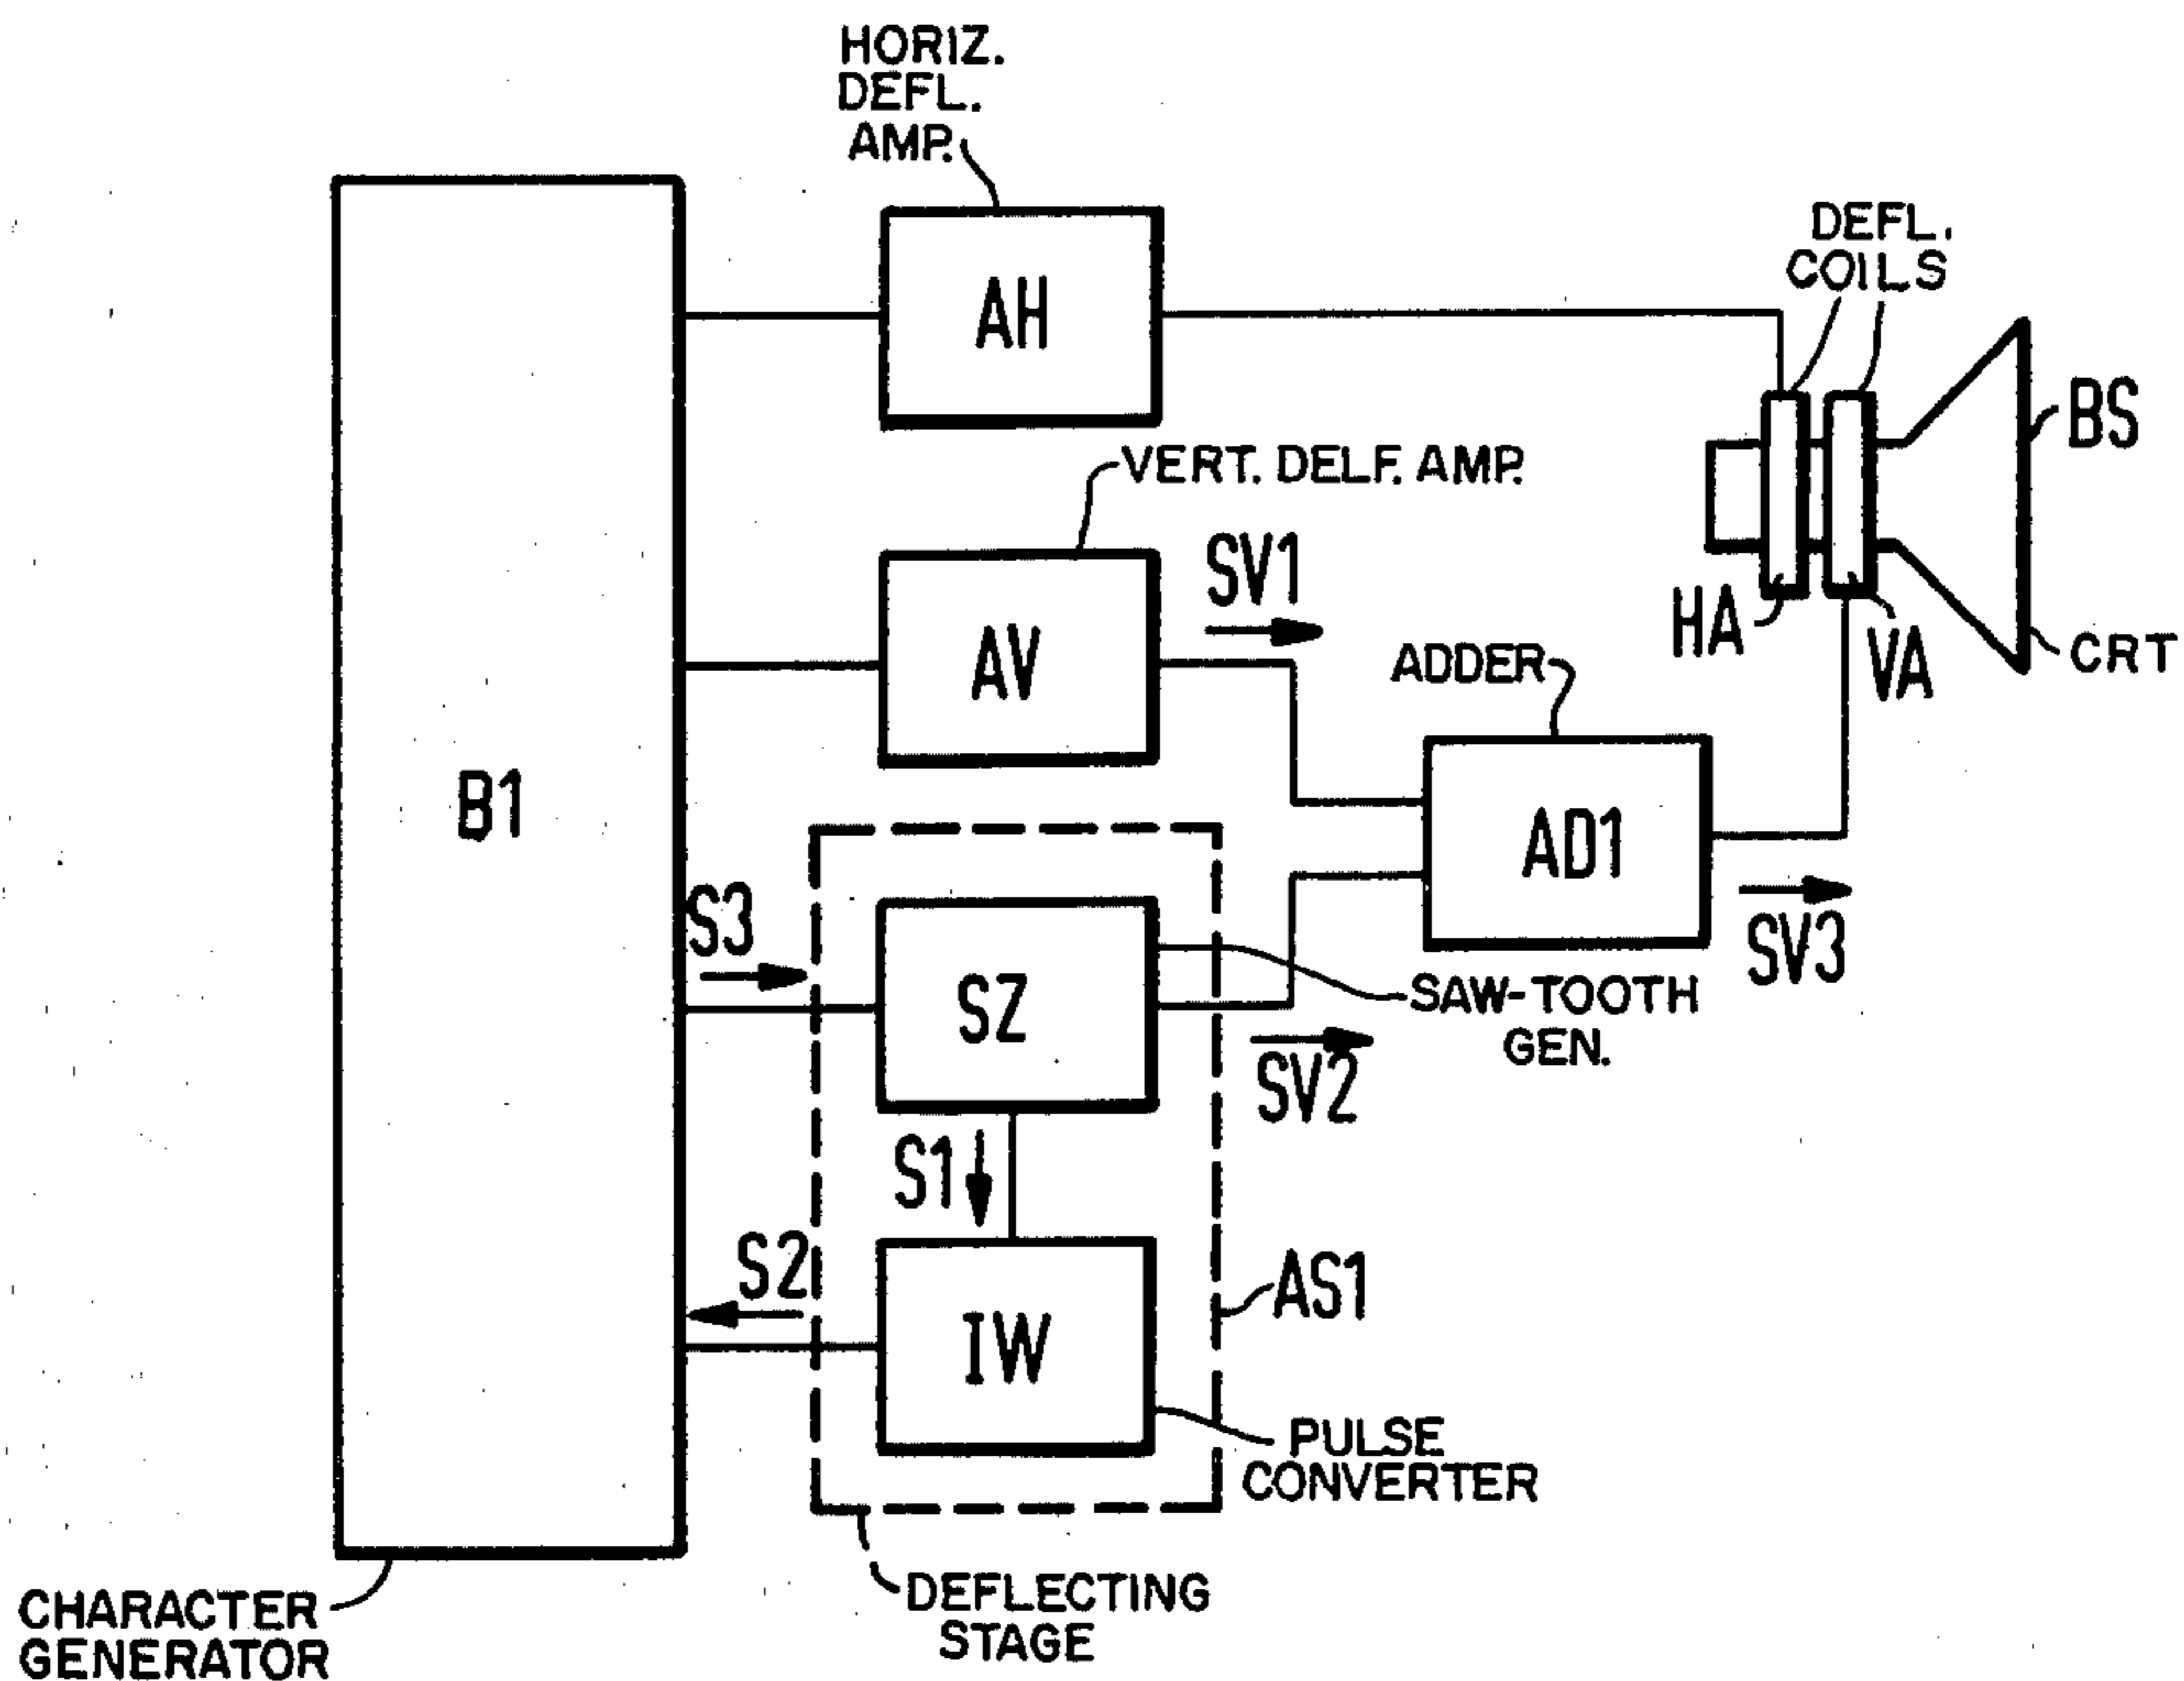 HORIZ.
DEFL.
AMP.
DEFL.
COILS
AH
BS
VERT. DELF. AMP.
SV1
HA
VA
CRT
AV
ADDER
B1
AD1
S3
SV3
SZ
SAW-TOOTH
GEN.
SV2
S1
S2
AS1
IW
PULSE
CONVERTER
DEFLECTING
STAGE
CHARACTER
GENERATOR